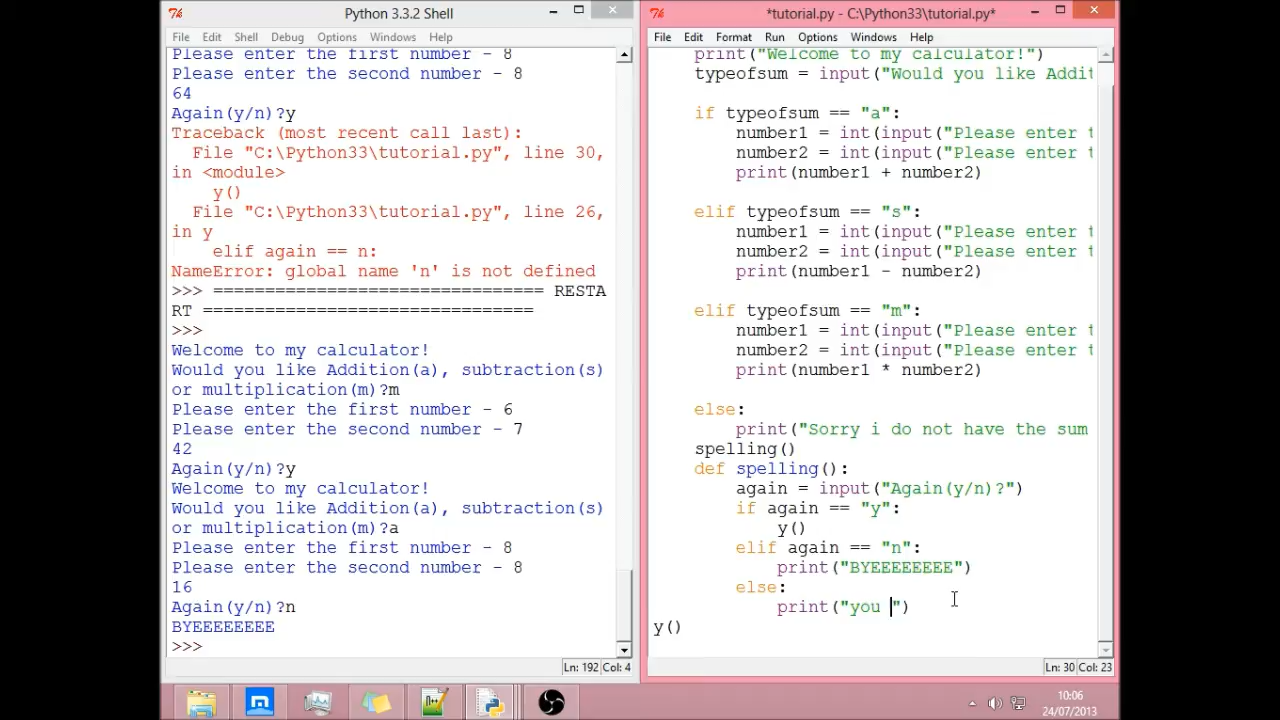 Python 3.3.2 Shell
File Edit Shell Debug Options Windows Help
Please enter the first number - 8
Please enter the second number - 8
64
Again(y/n)?y
Traceback (most recent call last):
File "C:\Python33\tutorial.py", line 30,
in <module>
y()
File "C:\Python33\tutorial.py", line 26,
in y
elif again == n:
NameError: global name 'n' is not defined
>>> ================================ RESTA
RT ================================
>>>
Welcome to my calculator!
Would you like Addition(a), subtraction(s)
or multiplication(m)?m
Please enter the first number - 6
Please enter the second number - 7
42
Again(y/n)?y
Welcome to my calculator!
Would you like Addition(a), subtraction(s)
or multiplication(m)?a
Please enter the first number - 8
Please enter the second number - 8
16
Again(y/n)?n
BYEEEEEEEE
>>>
Ln: 192 Col: 4
*tutorial.py - C:\Python33\tutorial.py*
File Edit Format Run Options Windows Help
print("Welcome to my calculator!")
typeofsum = input("Would you like Addit
if typeofsum == "a":
number1 = int(input("Please enter t
number2 = int(input("Please enter t
print(number1 + number2)
elif typeofsum == "s":
number1 = int(input("Please enter t
number2 = int(input("Please enter t
print(number1 - number2)
elif typeofsum == "m":
number1 = int(input("Please enter t
number2 = int(input("Please enter t
print(number1 * number2)
else:
print("Sorry i do not have the sum
spelling()
def spelling():
again = input("Again(y/n)?")
if again == "y":
y()
elif again == "n":
print("BYEEEEEEEE")
else:
print("you ")
y()
Ln: 30 Col: 23
10:06
24/07/2013